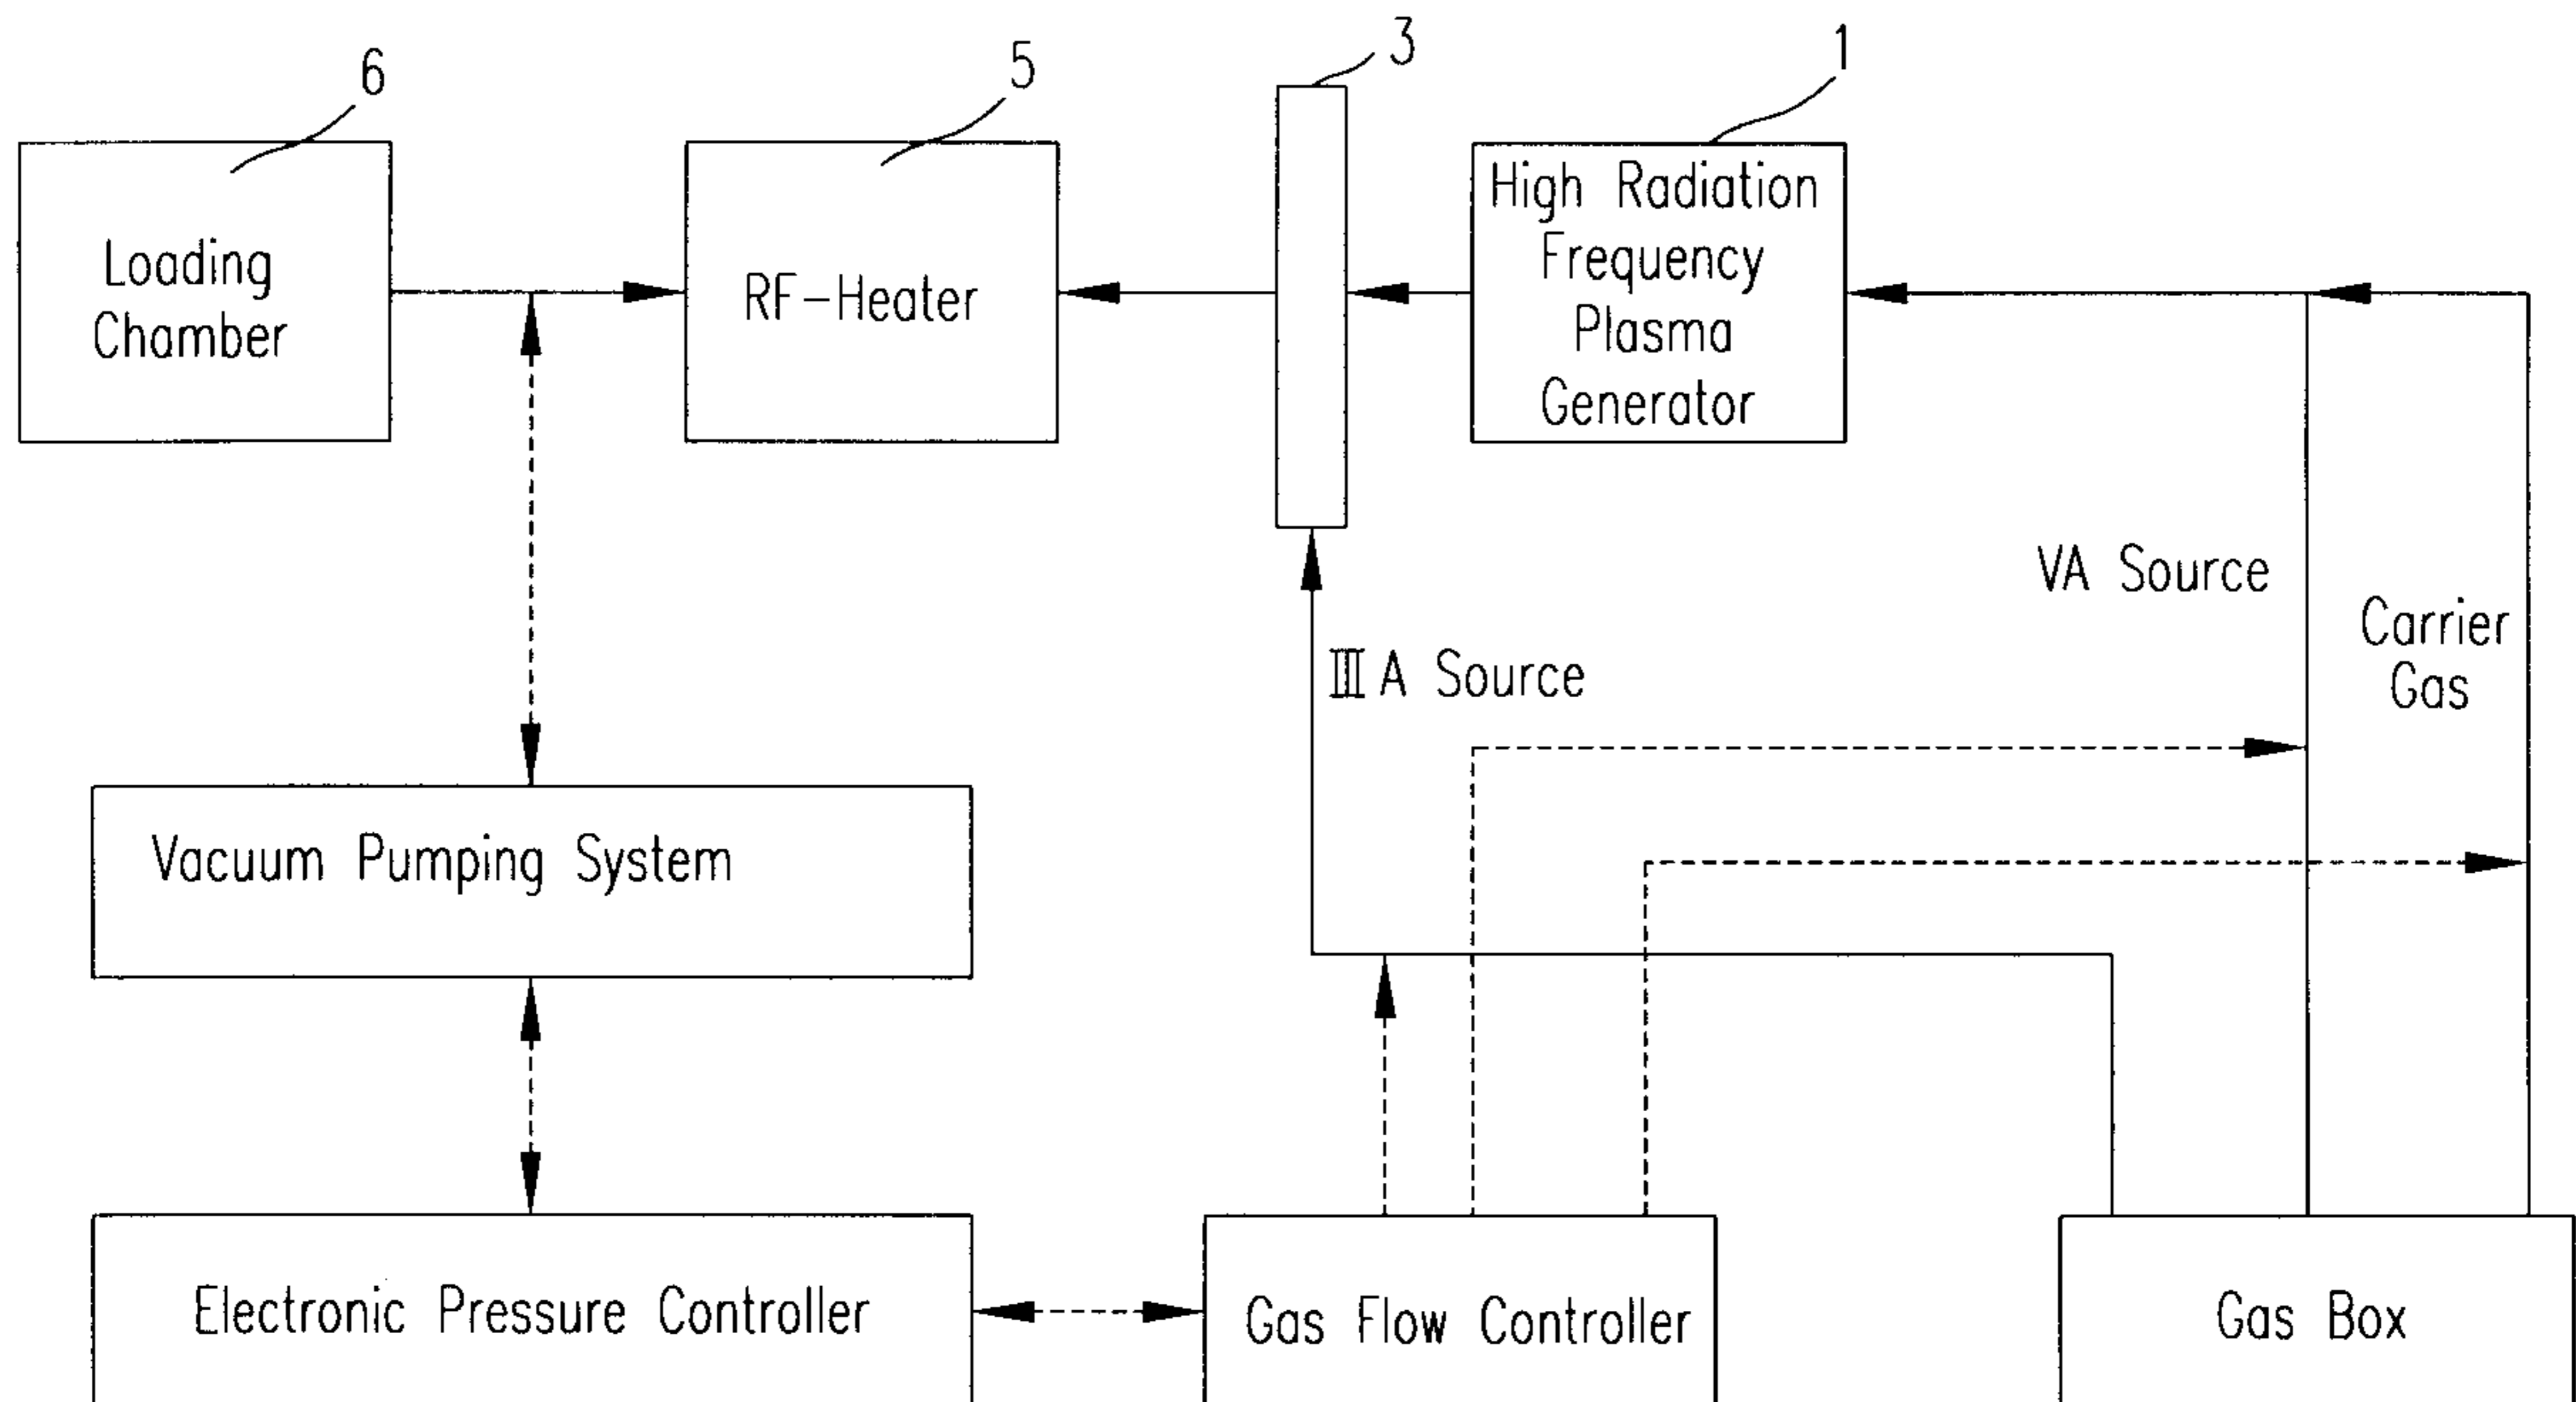 6
5
3
1
Loading
Chamber
RF-Heater
High Radiation
Frequency
Plasma
Generator
VA Source
Carrier
Gas
ⅢA Source
Vacuum Pumping System
Electronic Pressure Controller
Gas Flow Controller
Gas Box